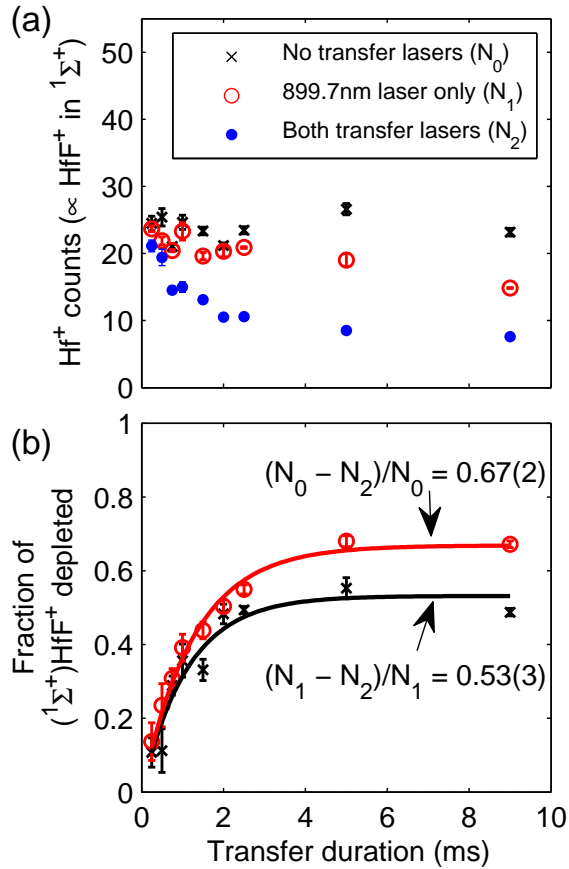 (a)
50
40
30
20
10
0
Hf⁺ counts (∝ HfF⁺ in ¹Σ⁺)
No transfer lasers (N₀)
899.7nm laser only (N₁)
Both transfer lasers (N₂)
(b)
1
0.8
0.6
0.4
0.2
0
Fraction of
(¹Σ⁺)HfF⁺ depleted
(N₀ − N₂)/N₀ = 0.67(2)
(N₁ − N₂)/N₁ = 0.53(3)
0 2 4 6 8 10
Transfer duration (ms)